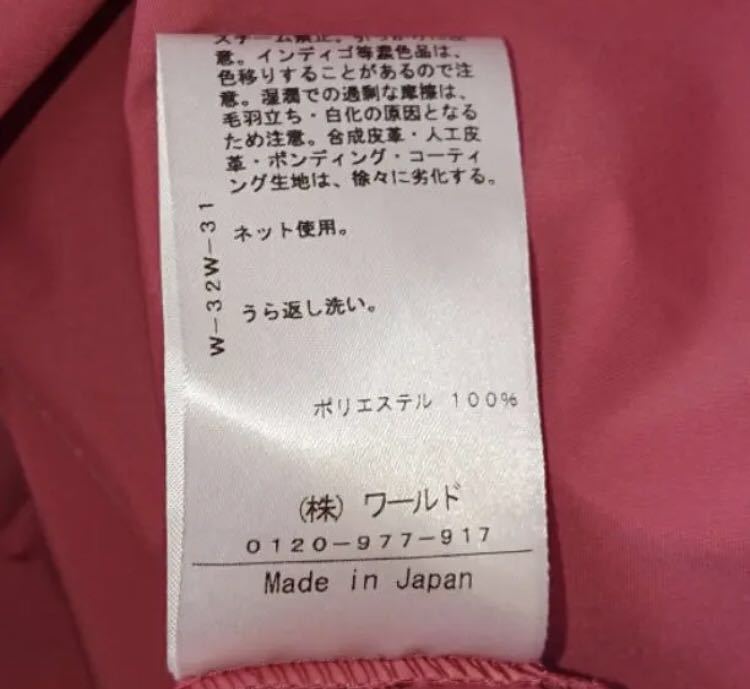 意。インディゴ等濃色品は、
色移りすることがあるので注
意。湿潤での過剰な摩擦は、
毛羽立ち・白化の原因となる
ため注意。合成皮革・人工皮
革・ボンディング・コーティ
ング生地は、徐々に劣化する。
ネット使用。
うら返し洗い。
W-32W-31
ポリエステル 100%
(株) ワールド
0120-977-917
Made in Japan